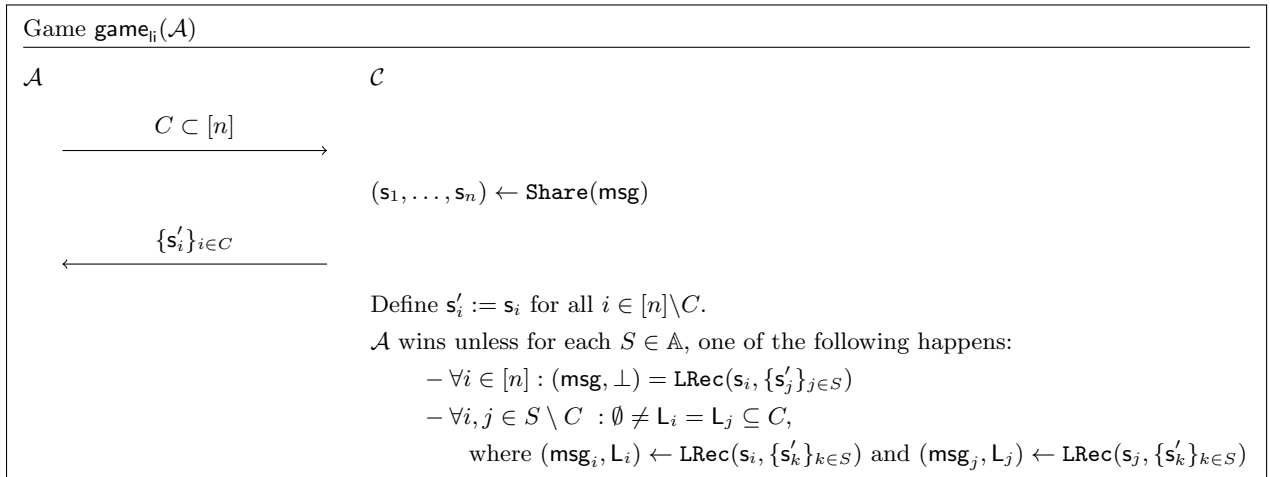 Game game_li(𝒜)
𝒜 𝒞
C ⊂ [n]
(s_1, . . . , s_n) ← Share(msg)
{s′_i}_{i∈C}
Define s′_i := s_i for all i ∈ [n]\C.
𝒜 wins unless for each S ∈ 𝔸, one of the following happens:
− ∀i ∈ [n] : (msg, ⊥) = LRec(s_i, {s′_j}_{j∈S})
− ∀i, j ∈ S \ C : ∅ ≠ L_i = L_j ⊆ C,
where (msg_i, L_i) ← LRec(s_i, {s′_k}_{k∈S}) and (msg_j, L_j) ← LRec(s_j, {s′_k}_{k∈S})